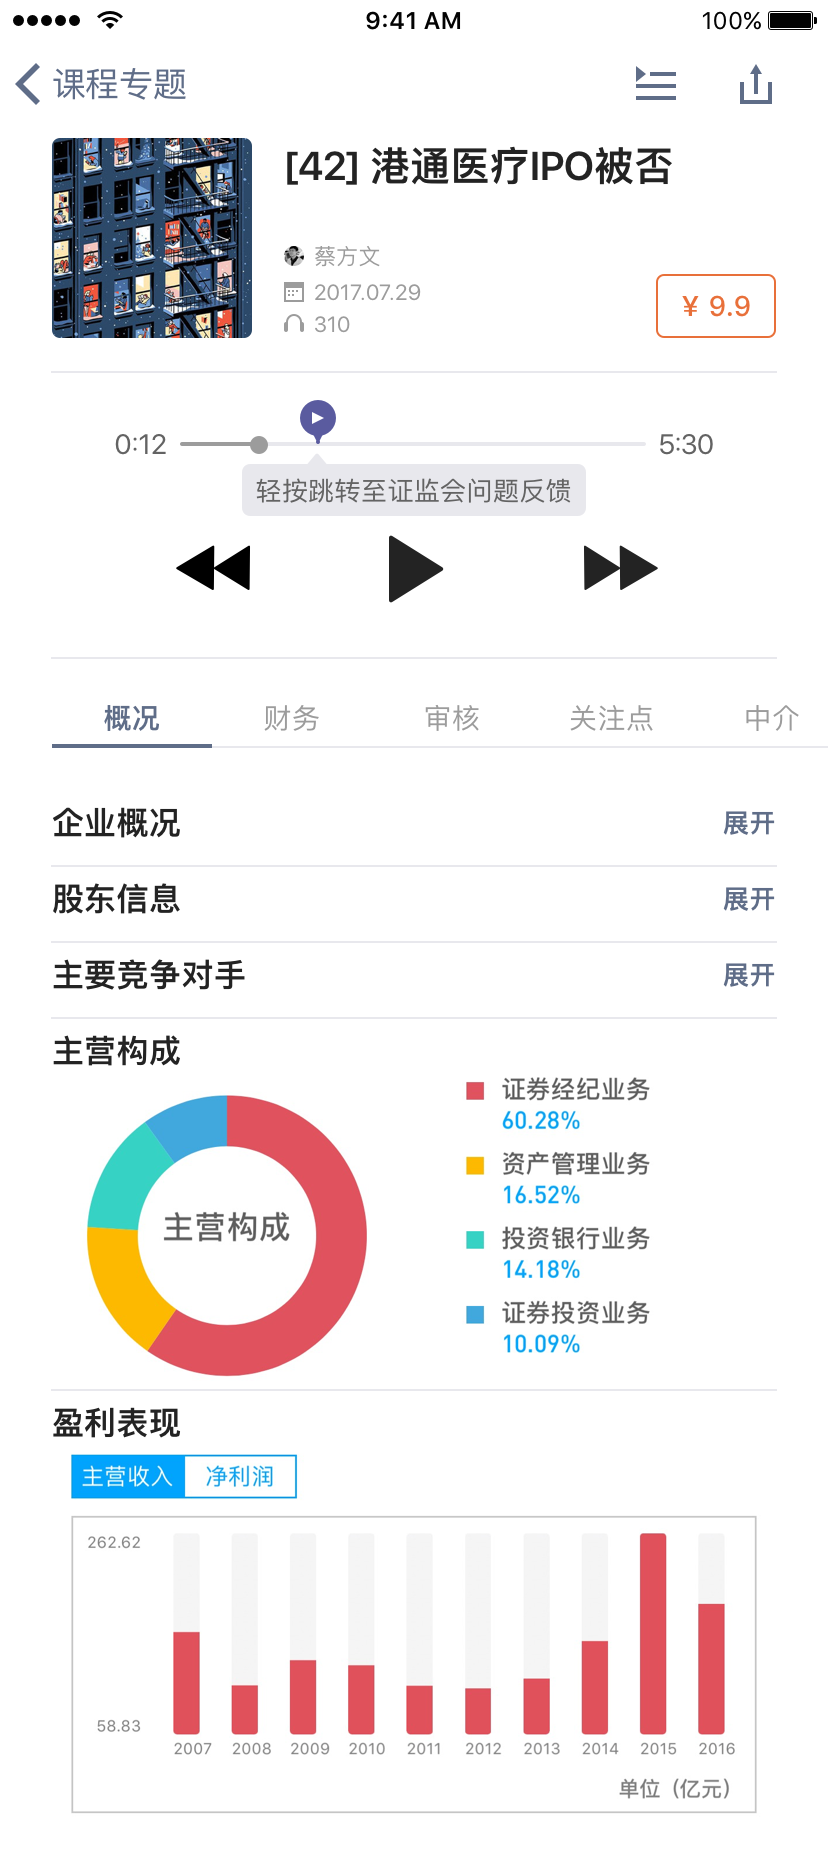 9:41 AM 100%
课程专题
[42] 港通医疗IPO被否
蔡方文
2017.07.29
310
¥ 9.9
0:12 5:30
轻按跳转至证监会问题反馈
概况 财务 审核 关注点 中介
企业概况 展开
股东信息 展开
主要竞争对手 展开
主营构成
主营构成
证券经纪业务
60.28%
资产管理业务
16.52%
投资银行业务
14.18%
证券投资业务
10.09%
盈利表现
主营收入 净利润
262.62
58.83
2007 2008 2009 2010 2011 2012 2013 2014 2015 2016
单位（亿元）